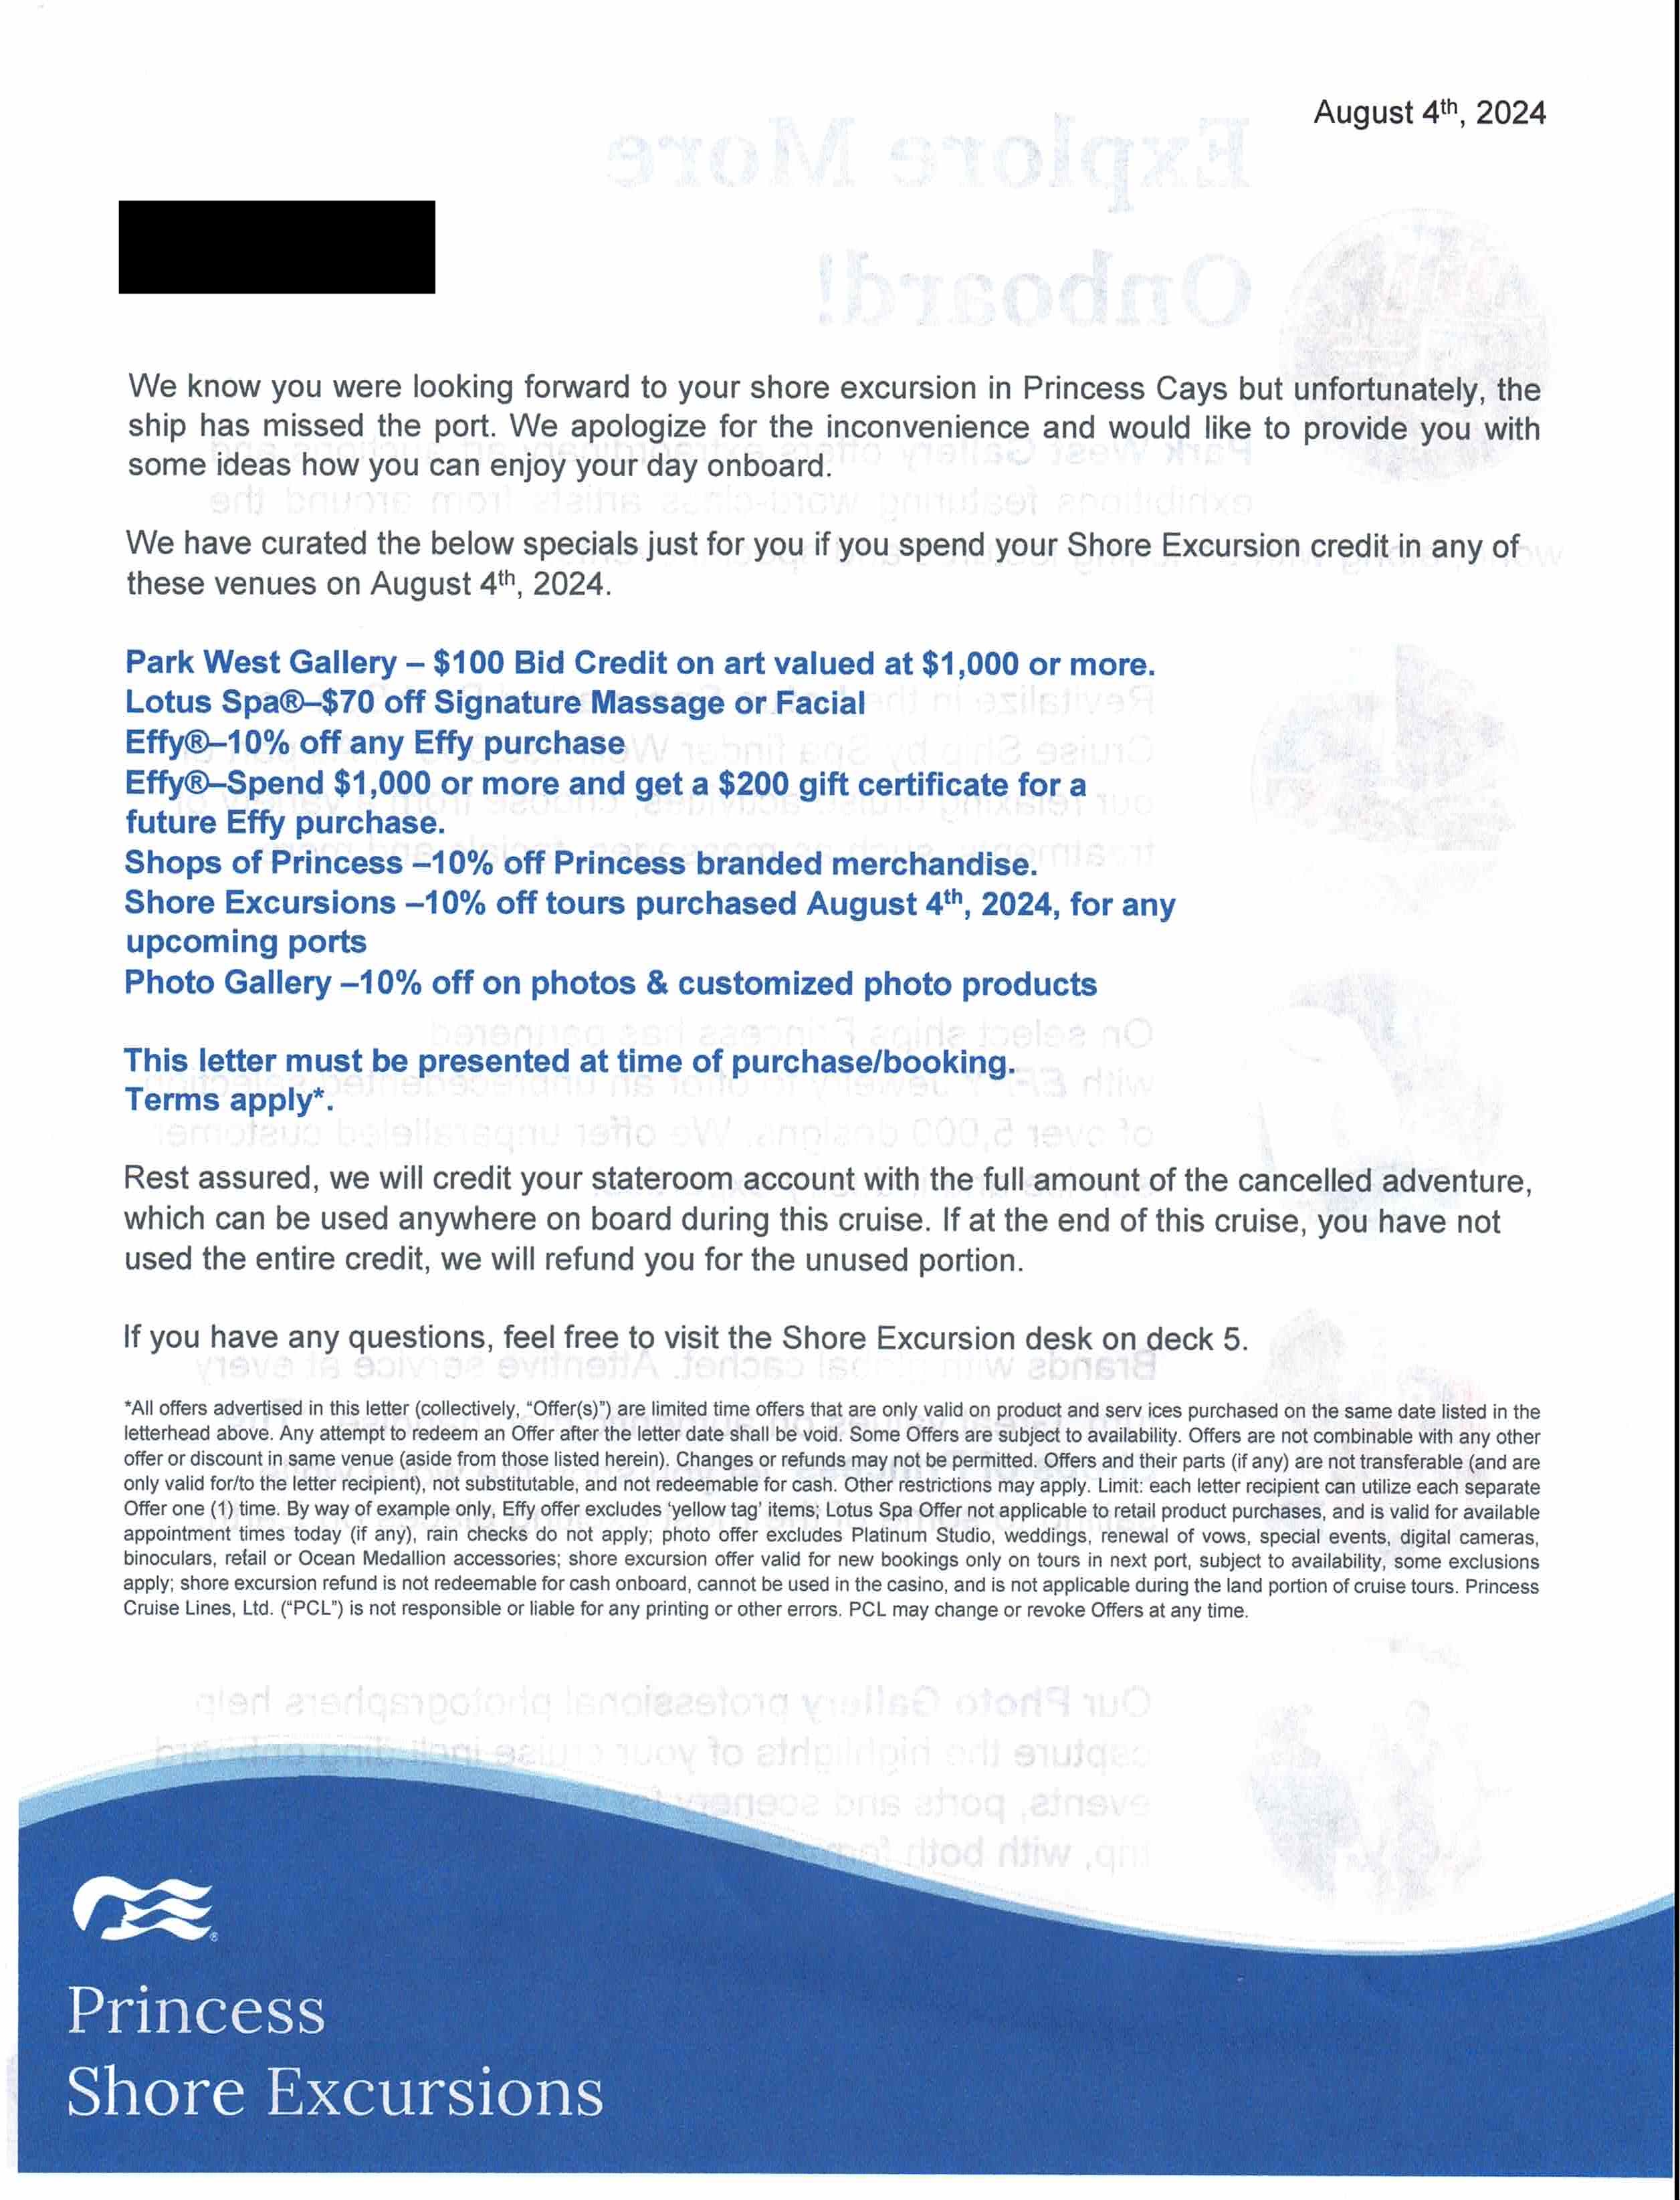 August 4th, 2024
Explore More
Onboard!
We know you were looking forward to your shore excursion in Princess Cays but unfortunately, the
ship has missed the port. We apologize for the inconvenience and would like to provide you with
some ideas how you can enjoy your day onboard.
We have curated the below specials just for you if you spend your Shore Excursion credit in any of
these venues on August 4th, 2024.
Park West Gallery – $100 Bid Credit on art valued at $1,000 or more.
Lotus Spa®–$70 off Signature Massage or Facial
Effy®–10% off any Effy purchase
Effy®–Spend $1,000 or more and get a $200 gift certificate for a
future Effy purchase.
Shops of Princess –10% off Princess branded merchandise.
Shore Excursions –10% off tours purchased August 4th, 2024, for any
upcoming ports
Photo Gallery –10% off on photos & customized photo products
This letter must be presented at time of purchase/booking.
Terms apply*.
Rest assured, we will credit your stateroom account with the full amount of the cancelled adventure,
which can be used anywhere on board during this cruise. If at the end of this cruise, you have not
used the entire credit, we will refund you for the unused portion.
If you have any questions, feel free to visit the Shore Excursion desk on deck 5.
*All offers advertised in this letter (collectively, “Offer(s)”) are limited time offers that are only valid on product and serv ices purchased on the same date listed in the
letterhead above. Any attempt to redeem an Offer after the letter date shall be void. Some Offers are subject to availability. Offers are not combinable with any other
offer or discount in same venue (aside from those listed herein). Changes or refunds may not be permitted. Offers and their parts (if any) are not transferable (and are
only valid for/to the letter recipient), not substitutable, and not redeemable for cash. Other restrictions may apply. Limit: each letter recipient can utilize each separate
Offer one (1) time. By way of example only, Effy offer excludes ‘yellow tag’ items; Lotus Spa Offer not applicable to retail product purchases, and is valid for available
appointment times today (if any), rain checks do not apply; photo offer excludes Platinum Studio, weddings, renewal of vows, special events, digital cameras,
binoculars, retail or Ocean Medallion accessories; shore excursion offer valid for new bookings only on tours in next port, subject to availability, some exclusions
apply; shore excursion refund is not redeemable for cash onboard, cannot be used in the casino, and is not applicable during the land portion of cruise tours. Princess
Cruise Lines, Ltd. (“PCL”) is not responsible or liable for any printing or other errors. PCL may change or revoke Offers at any time.
Princess
Shore Excursions